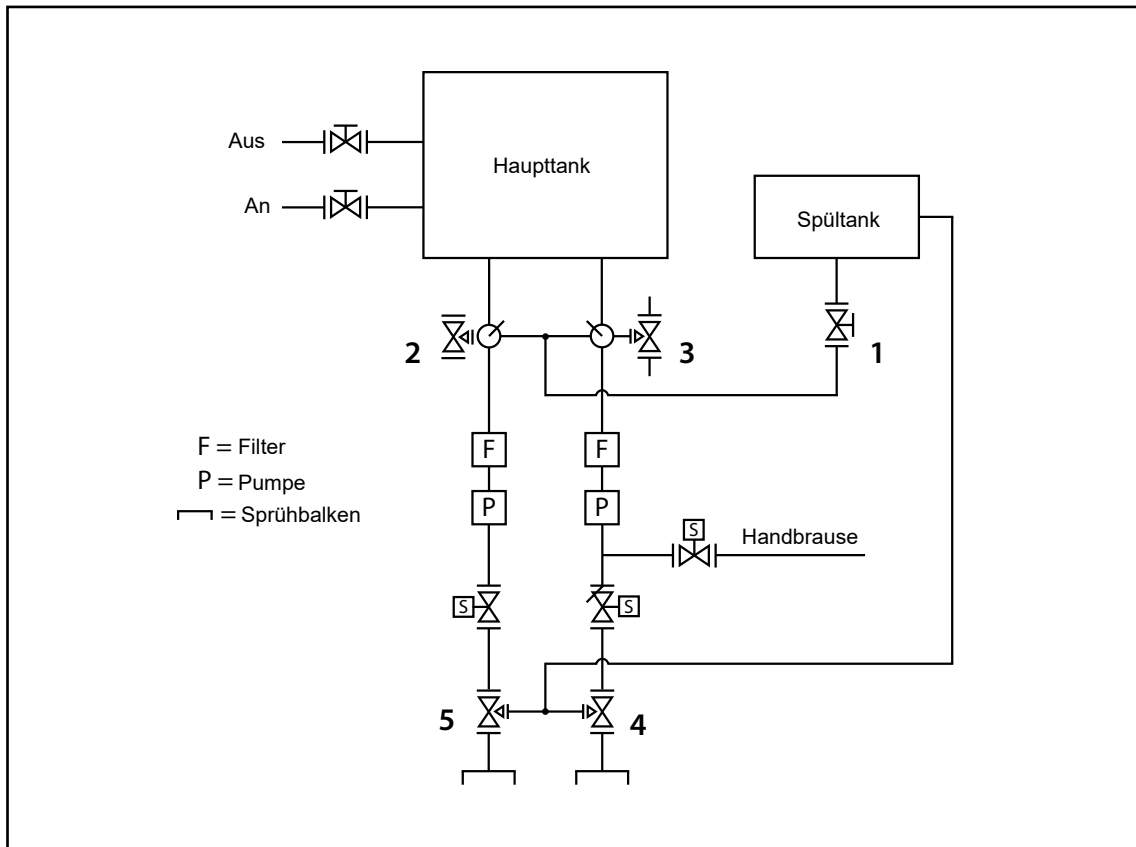 Aus
Haupttank
An
Spültank
2
3
1
F = Filter
F
F
P = Pumpe
= Sprühbalken
P
P
S
Handbrause
S
S
5
4